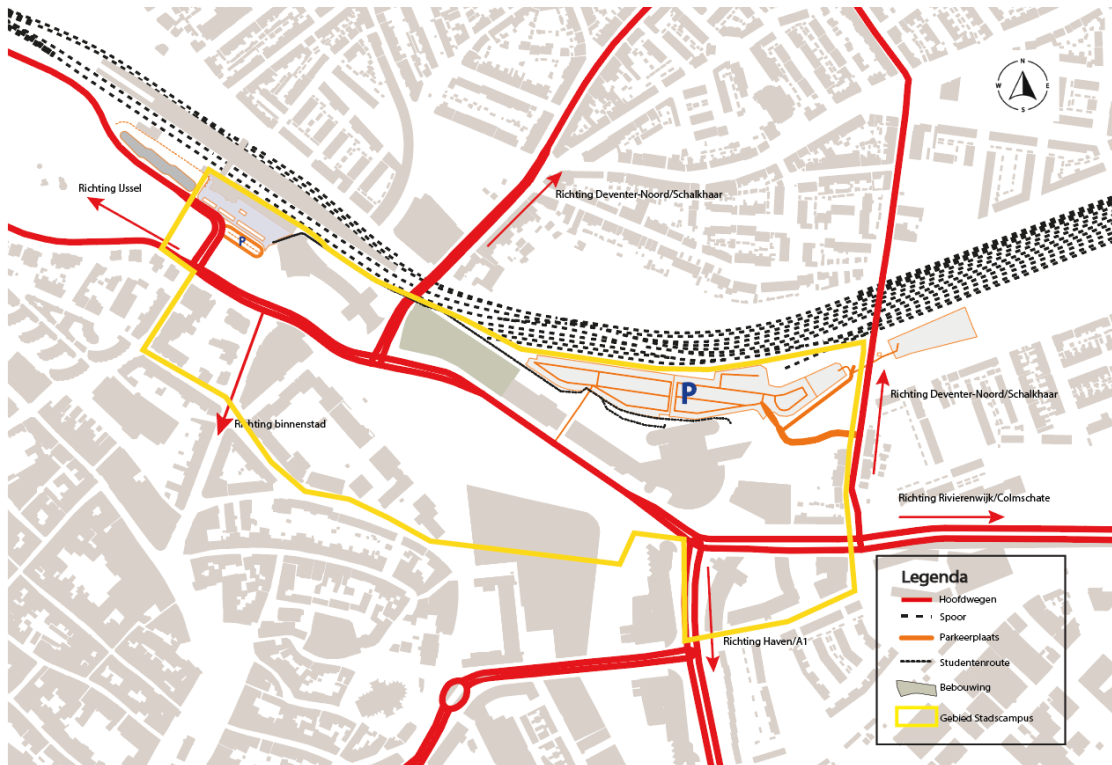 N
W E
S
Richting IJssel
Richting Deventer-Noord/Schalkhaar
P
P
Richting Deventer-Noord/Schalkhaar
Richting binnenstad
Richting Rivierenwijk/Colmschate
Richting Haven/A1
Legenda
Hoofdwegen
Spoor
Parkeerplaats
Studentenroute
Bebouwing
Gebied Stadscampus